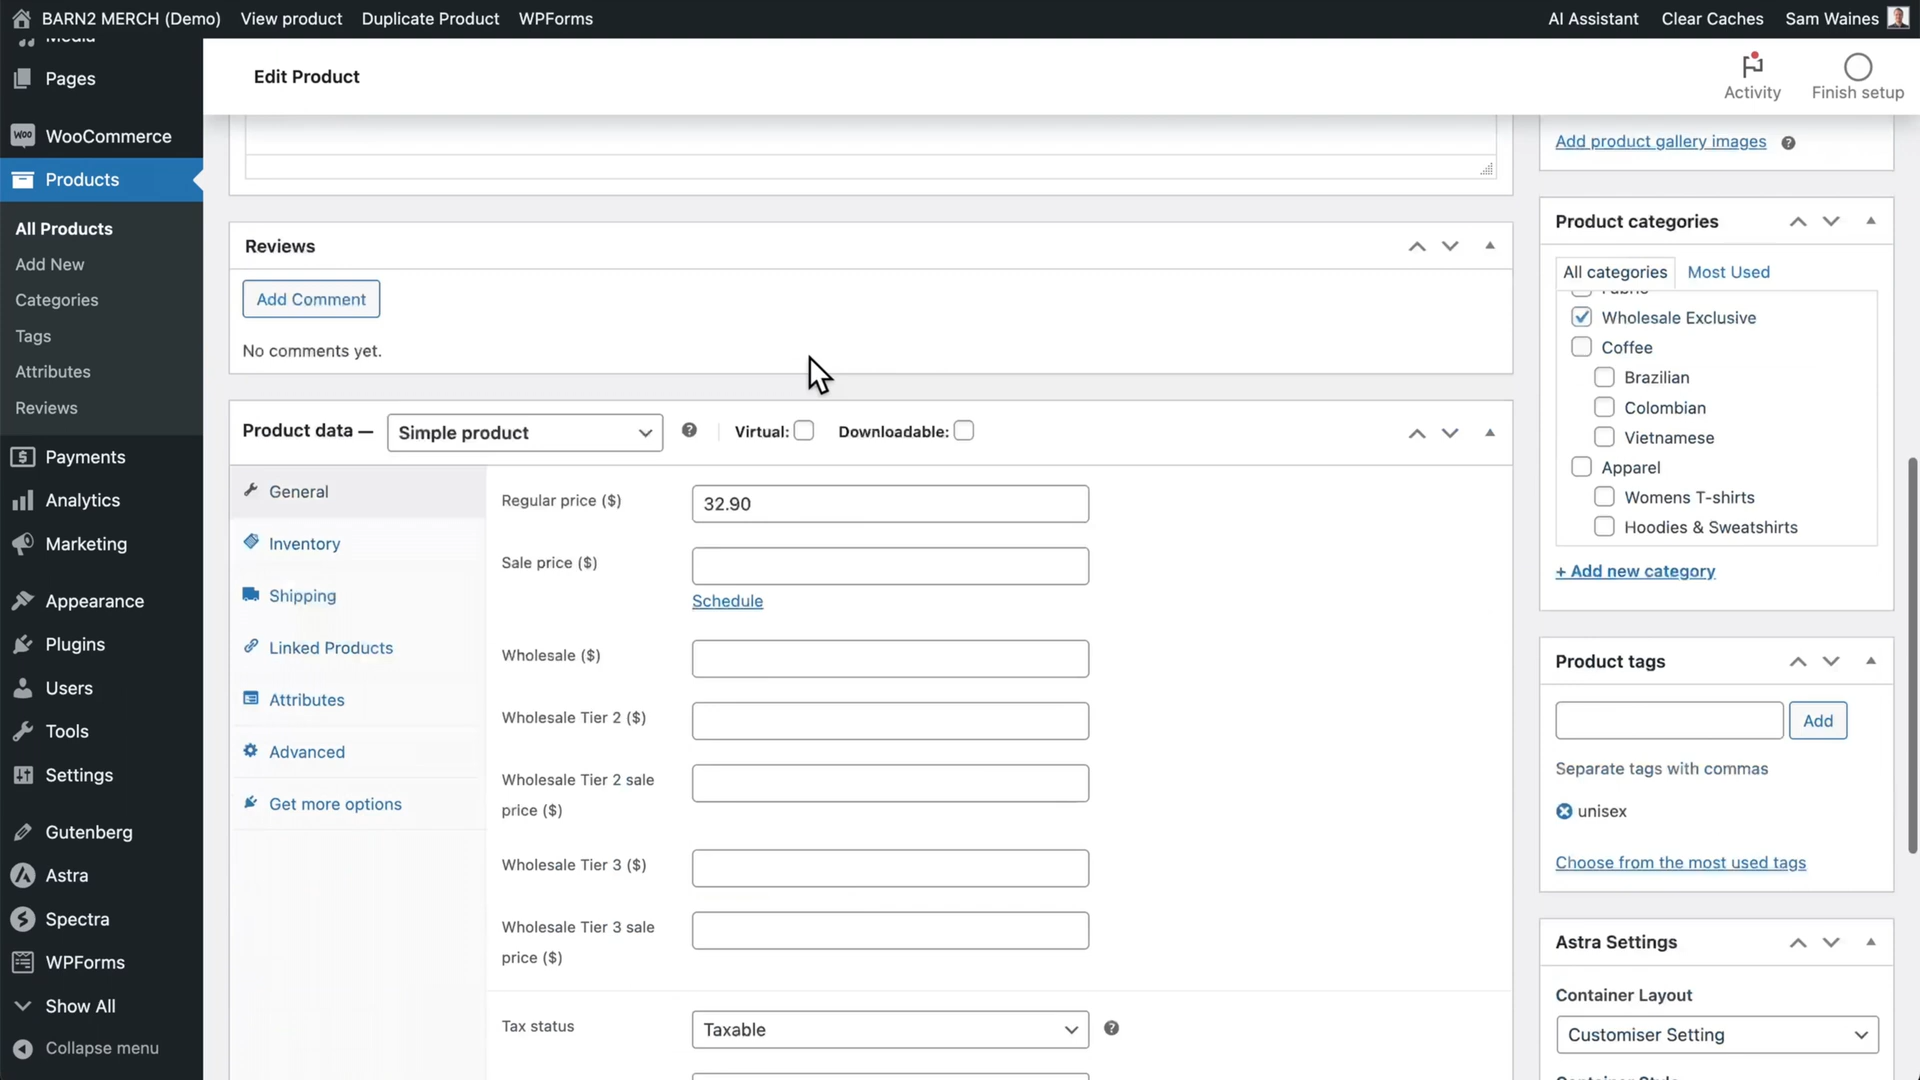 BARN2 MERCH (Demo) View product Duplicate Product WPForms AI Assistant Clear Caches Sam Waines
Media
Pages
WooCommerce
Products
All Products
Add New
Categories
Tags
Attributes
Reviews
Payments
Analytics
Marketing
Appearance
Plugins
Users
Tools
Settings
Gutenberg
Astra
Spectra
WPForms
Show All
Collapse menu
Edit Product
Activity
Finish setup
Reviews
Add Comment
No comments yet.
Product data — Simple product Virtual: Downloadable:
General
Inventory
Shipping
Linked Products
Attributes
Advanced
Get more options
Regular price ($) 32.90
Sale price ($)
Schedule
Wholesale ($)
Wholesale Tier 2 ($)
Wholesale Tier 2 sale
price ($)
Wholesale Tier 3 ($)
Wholesale Tier 3 sale
price ($)
Tax status Taxable
Add product gallery images
Product categories
All categories Most Used
Fabric
Wholesale Exclusive
Coffee
Brazilian
Colombian
Vietnamese
Apparel
Womens T-shirts
Hoodies & Sweatshirts
+ Add new category
Product tags
Add
Separate tags with commas
unisex
Choose from the most used tags
Astra Settings
Container Layout
Customiser Setting